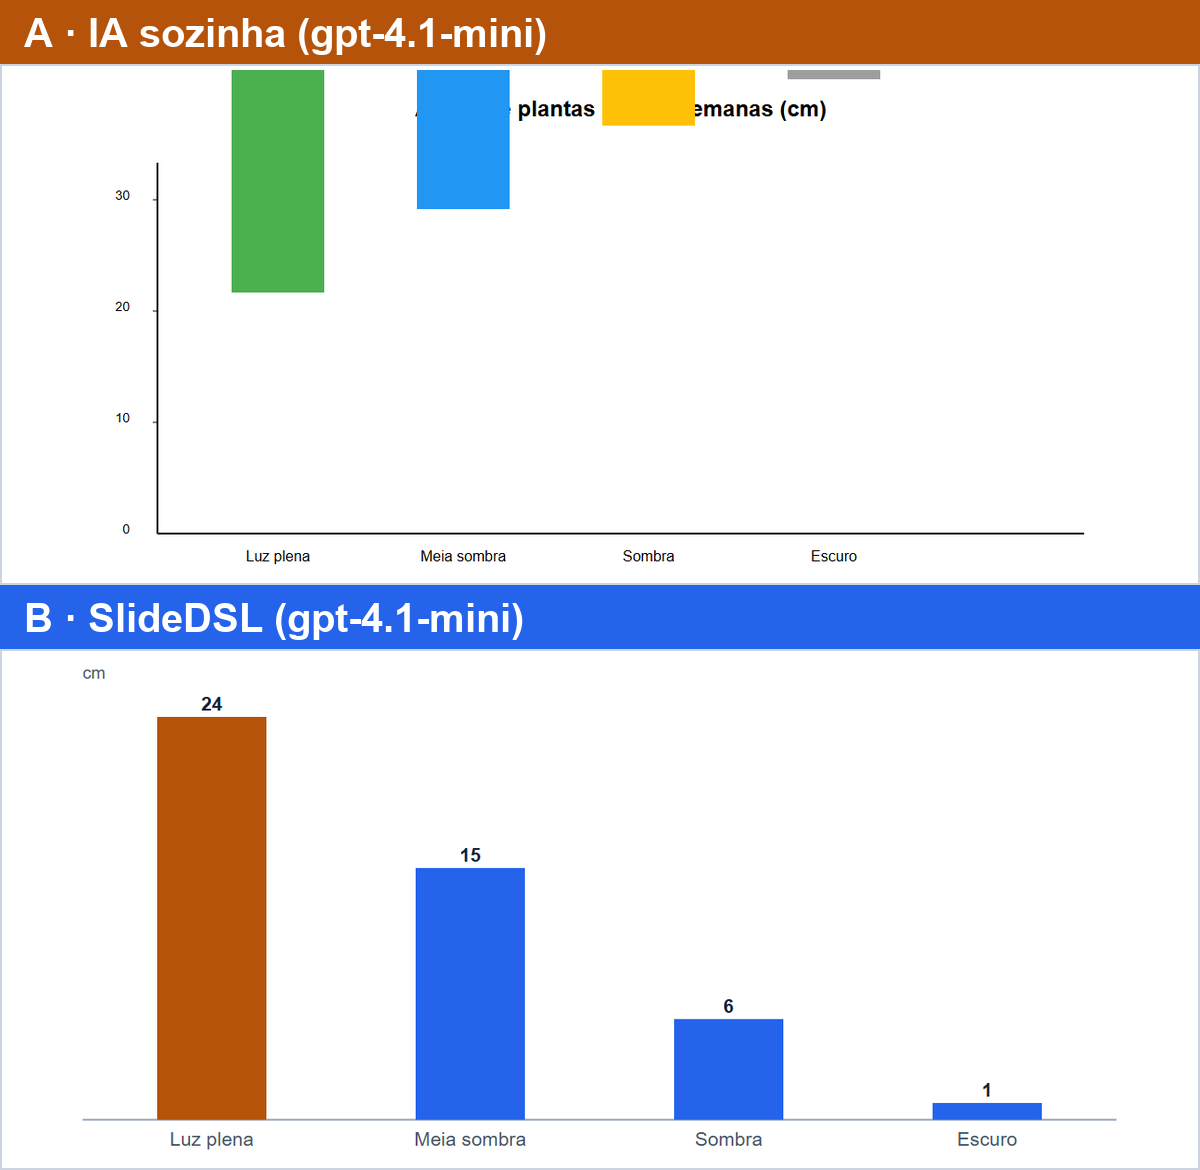 A · IA sozinha (gpt-4.1-mini)
plantas emanas (cm)
30
20
10
0
Luz plena Meia sombra Sombra Escuro
B · SlideDSL (gpt-4.1-mini)
cm
24
15
6
1
Luz plena Meia sombra Sombra Escuro